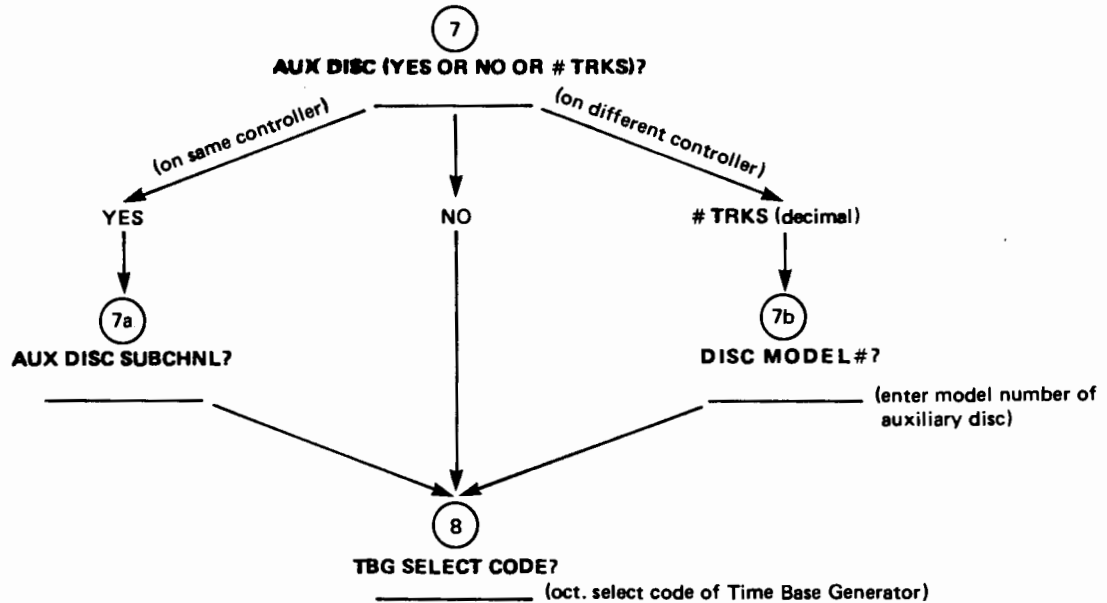 7
AUX DISC (YES OR NO OR # TRKS)?
(on same controller)
(on different controller)
YES
NO
# TRKS (decimal)
7a
AUX DISC SUBCHNL?
7b
DISC MODEL#?
(enter model number of
auxiliary disc)
8
TBG SELECT CODE?
(oct. select code of Time Base Generator)